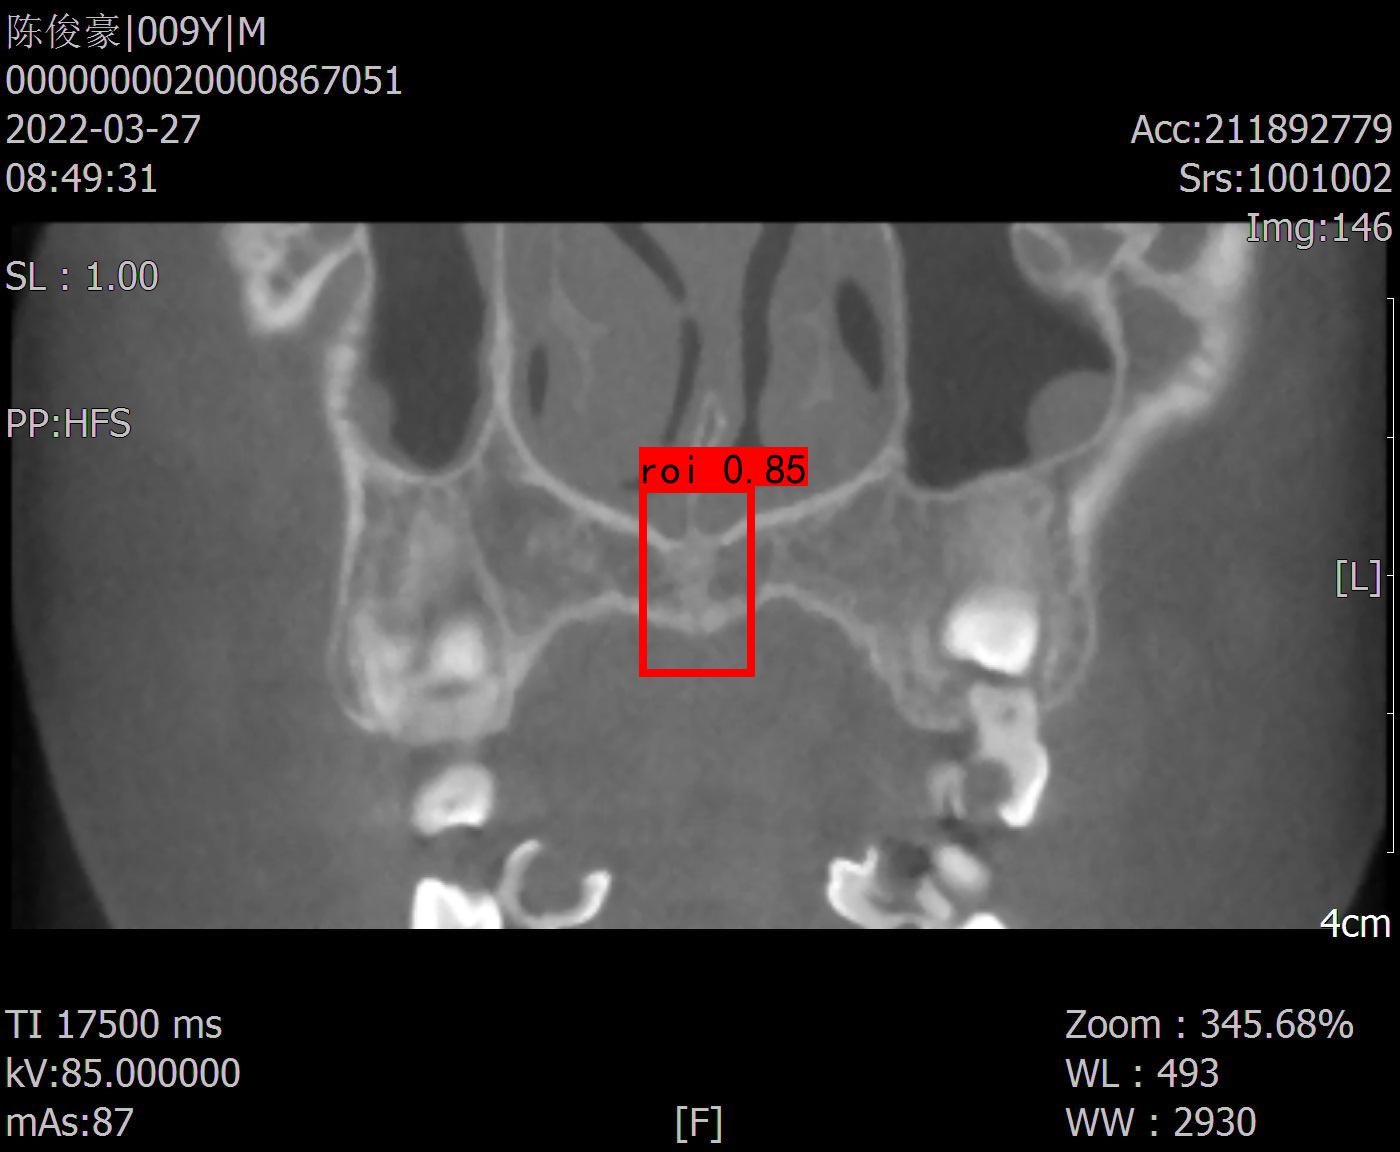 陈俊豪|009Y|M
0000000020000867051
2022-03-27
08:49:31
Acc:211892779
Srs:1001002
Img:146
SL : 1.00
PP:HFS
roi 0.85
[L]
4cm
TI 17500 ms
kV:85.000000
mAs:87
[F]
Zoom : 345.68%
WL : 493
WW : 2930